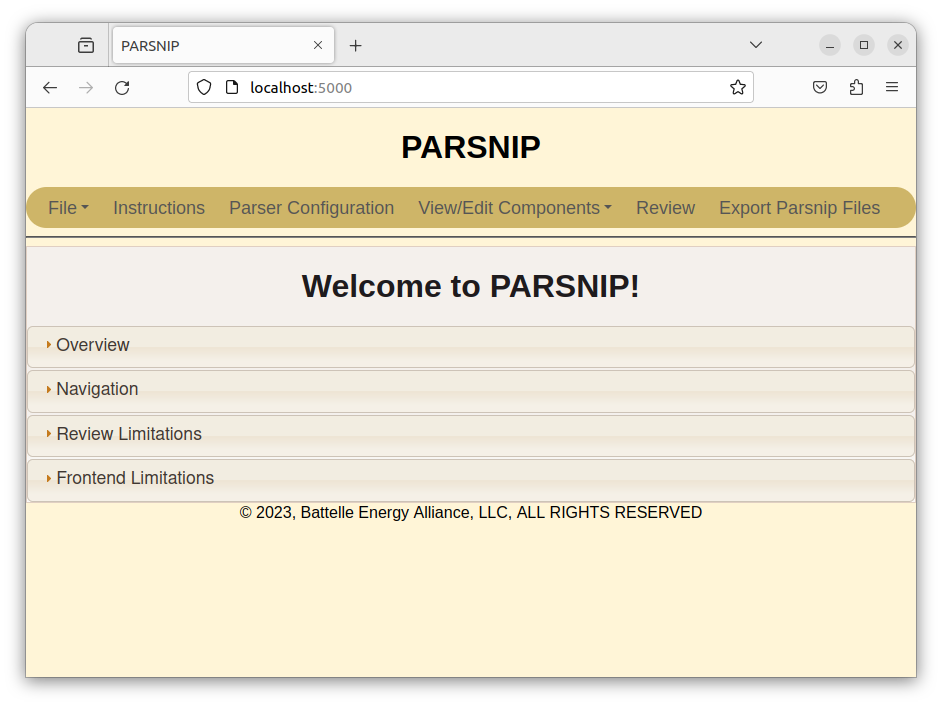 PARSNIP
localhost:5000
PARSNIP
File Instructions Parser Configuration View/Edit Components Review Export Parsnip Files
Welcome to PARSNIP!
Overview
Navigation
Review Limitations
Frontend Limitations
© 2023, Battelle Energy Alliance, LLC, ALL RIGHTS RESERVED